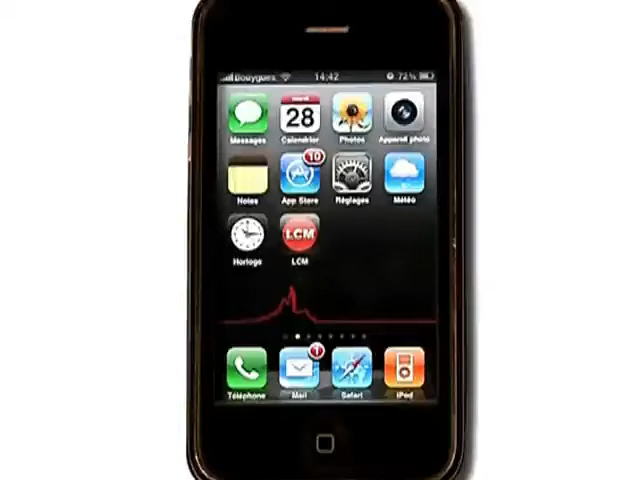 Bouygues 14:42 72%
28
Messages Calendrier Photos Appareil photo
10
Notes App Store Réglages Météo
LCM
Horloge LCM
1
Téléphone Mail Safari iPod